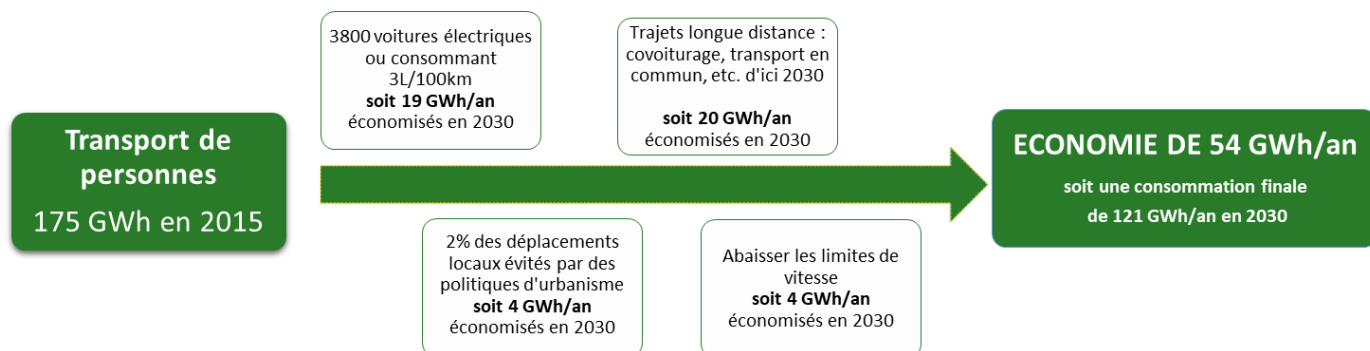 Transport de
personnes
175 GWh en 2015
3800 voitures électriques
ou consommant
3L/100km
soit 19 GWh/an
économisés en 2030
Trajets longue distance :
covoiturage, transport en
commun, etc. d'ici 2030
soit 20 GWh/an
économisés en 2030
2% des déplacements
locaux évités par des
politiques d'urbanisme
soit 4 GWh/an
économisés en 2030
Abaisser les limites de
vitesse
soit 4 GWh/an
économisés en 2030
ECONOMIE DE 54 GWh/an
soit une consommation finale
de 121 GWh/an en 2030